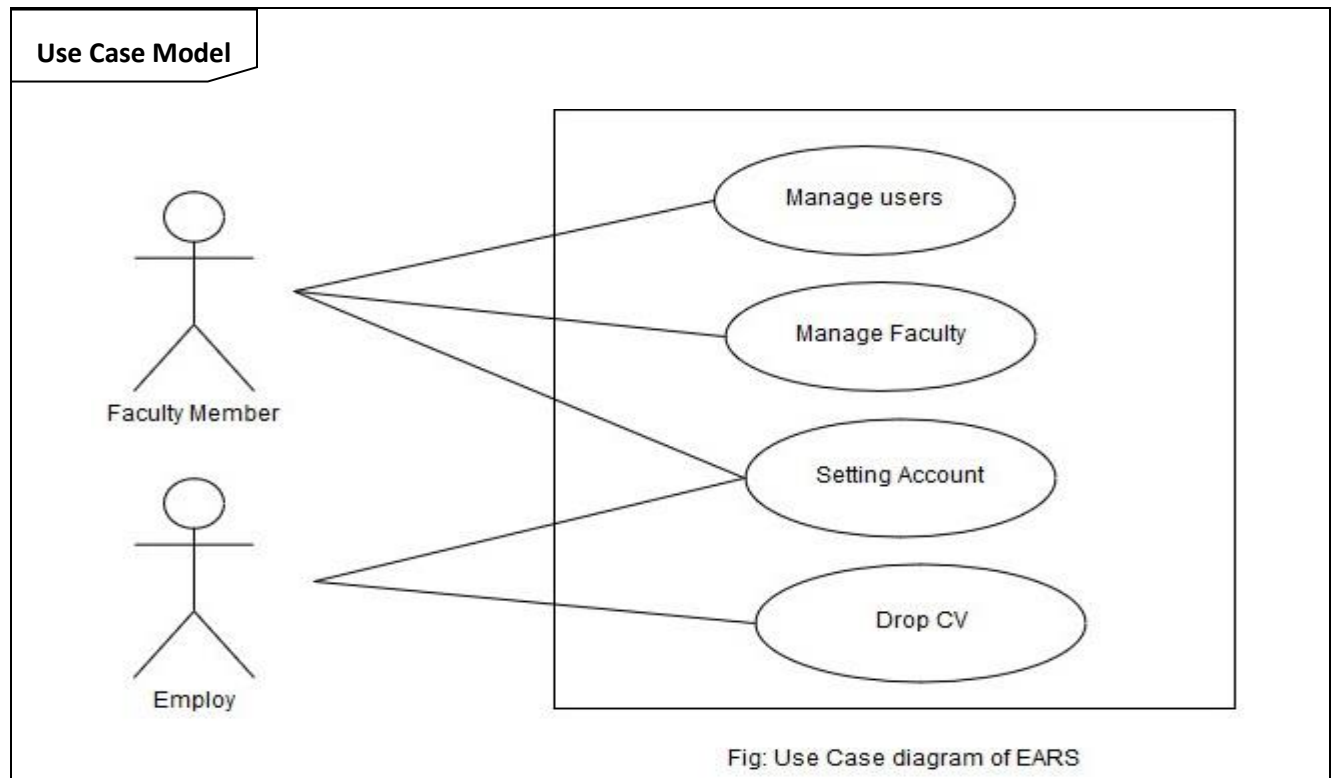 Use Case Model
Manage users
Manage Faculty
Faculty Member
Setting Account
Drop CV
Employ
Fig: Use Case diagram of EARS